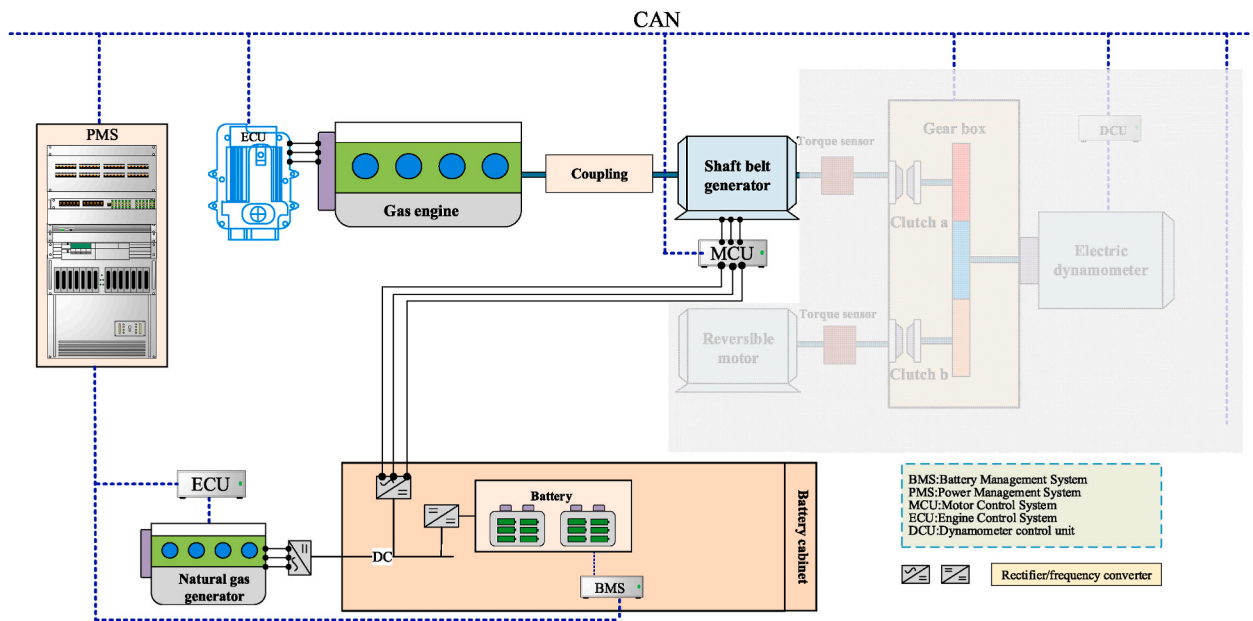 CAN
PMS
ECU
Gas engine
Coupling
Shaft belt
generator
MCU
Torque sensor
Gear box
Clutch a
DCU
Electric
dynamometer
Reversible
motor
Torque sensor
Clutch b
ECU
Natural gas
generator
DC
Battery
BMS
Battery cabinet
BMS:Battery Management System
PMS:Power Management System
MCU:Motor Control System
ECU:Engine Control System
DCU:Dynamometer control unit
Rectifier/frequency converter